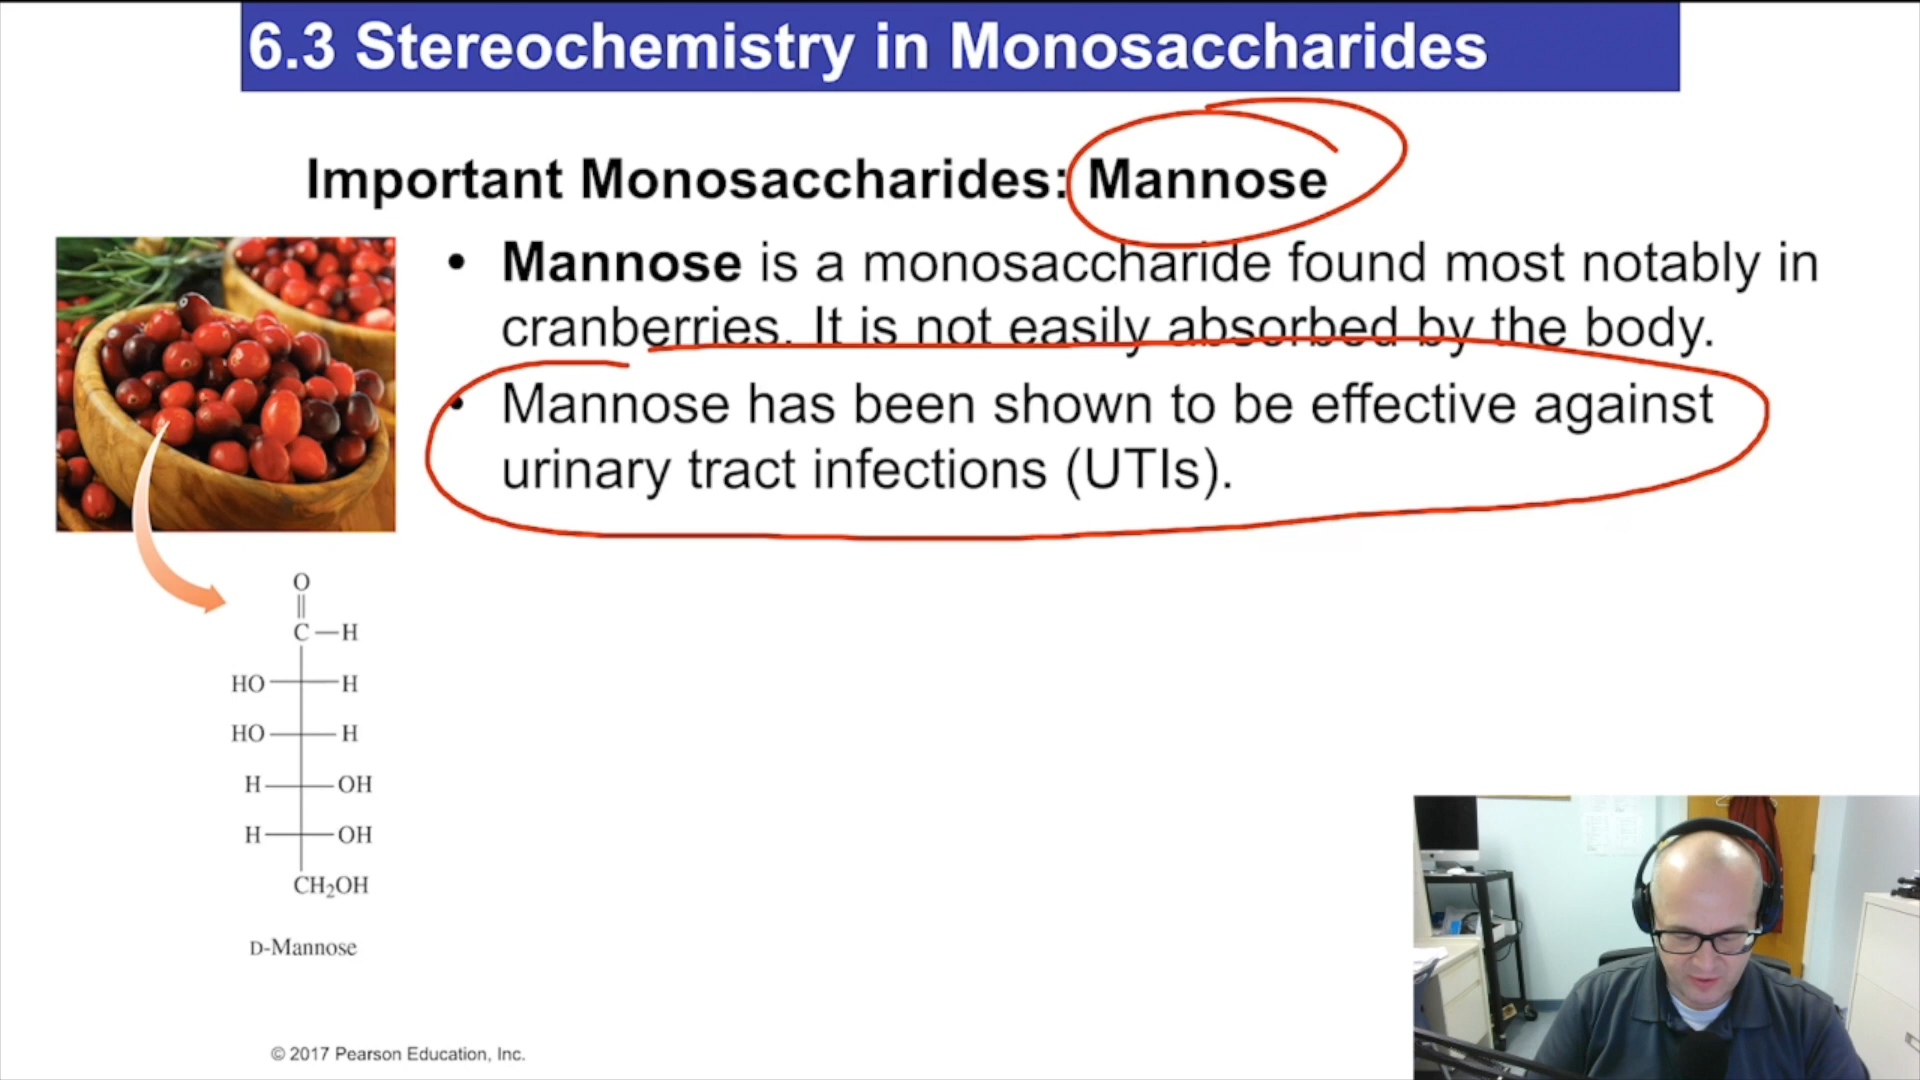 6.3 Stereochemistry in Monosaccharides
Important Monosaccharides: Mannose
• Mannose is a monosaccharide found most notably in
cranberries. It is not easily absorbed by the body.
• Mannose has been shown to be effective against
urinary tract infections (UTIs).
O
C—H
HO H
HO H
H OH
H OH
CH₂OH
D-Mannose
© 2017 Pearson Education, Inc.